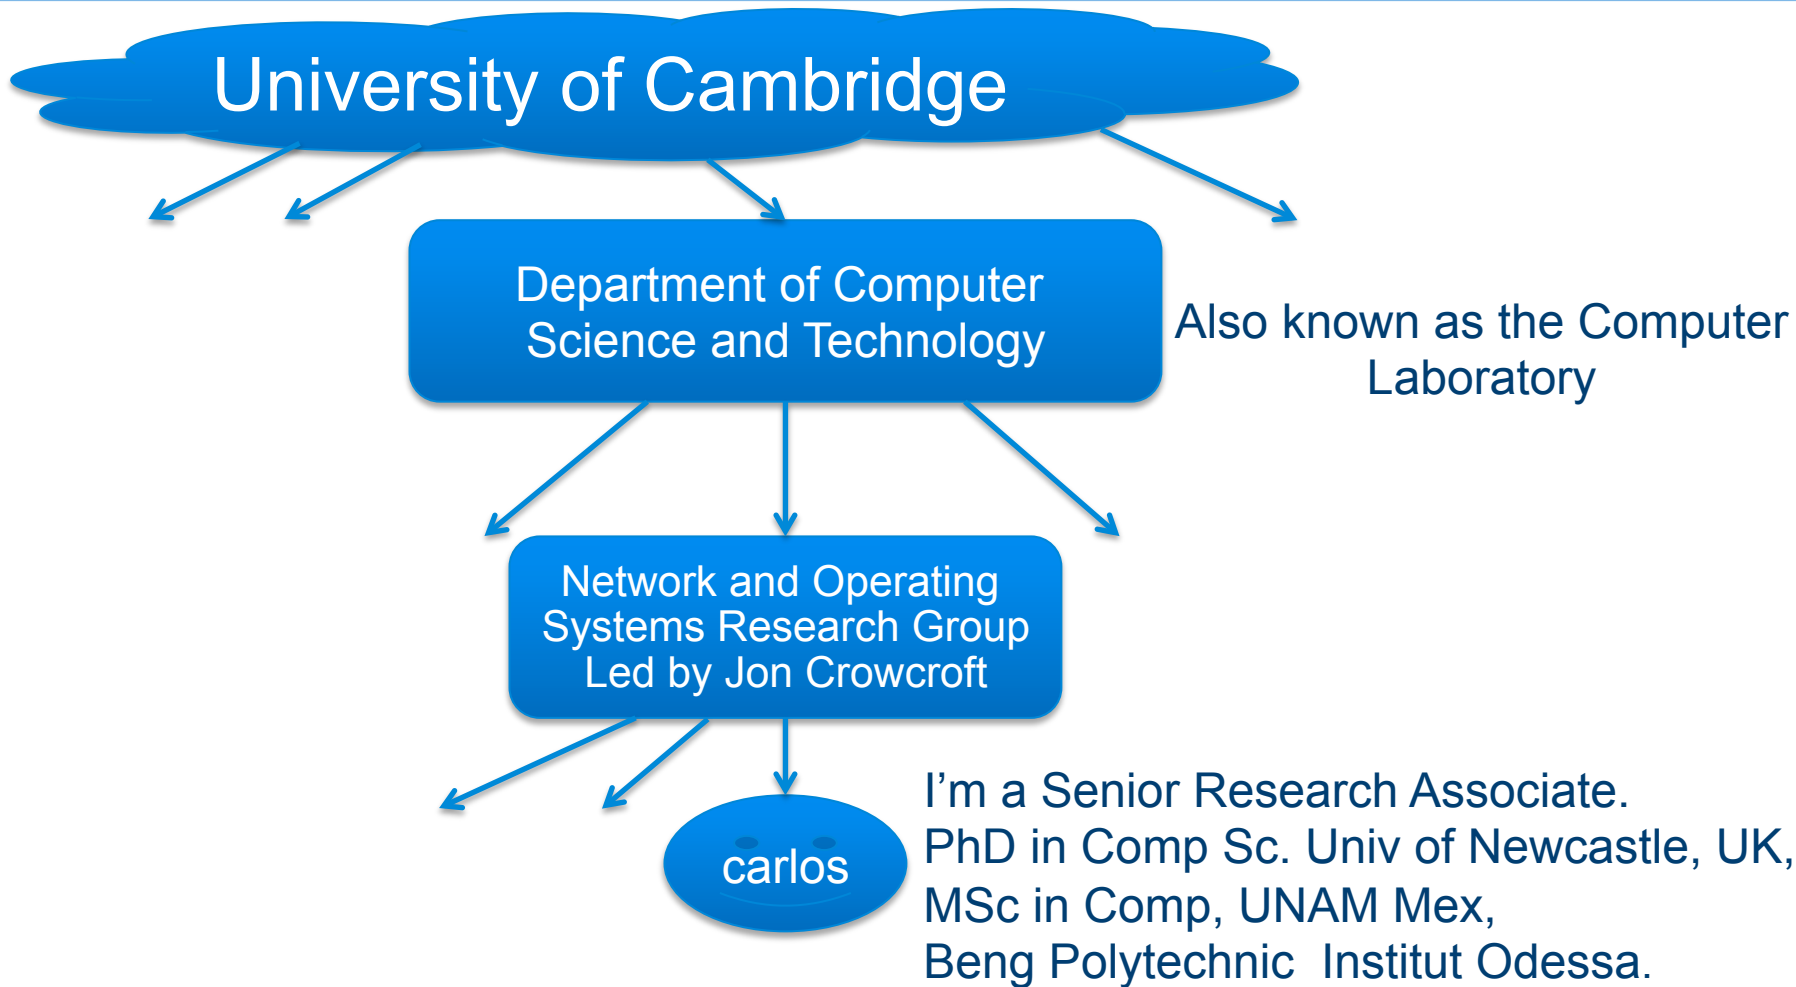 University of Cambridge
Department of Computer
Science and Technology
Also known as the Computer
Laboratory
Network and Operating
Systems Research Group
Led by Jon Crowcroft
carlos
I'm a Senior Research Associate.
PhD in Comp Sc. Univ of Newcastle, UK,
MSc in Comp, UNAM Mex,
Beng Polytechnic  Institut Odessa.